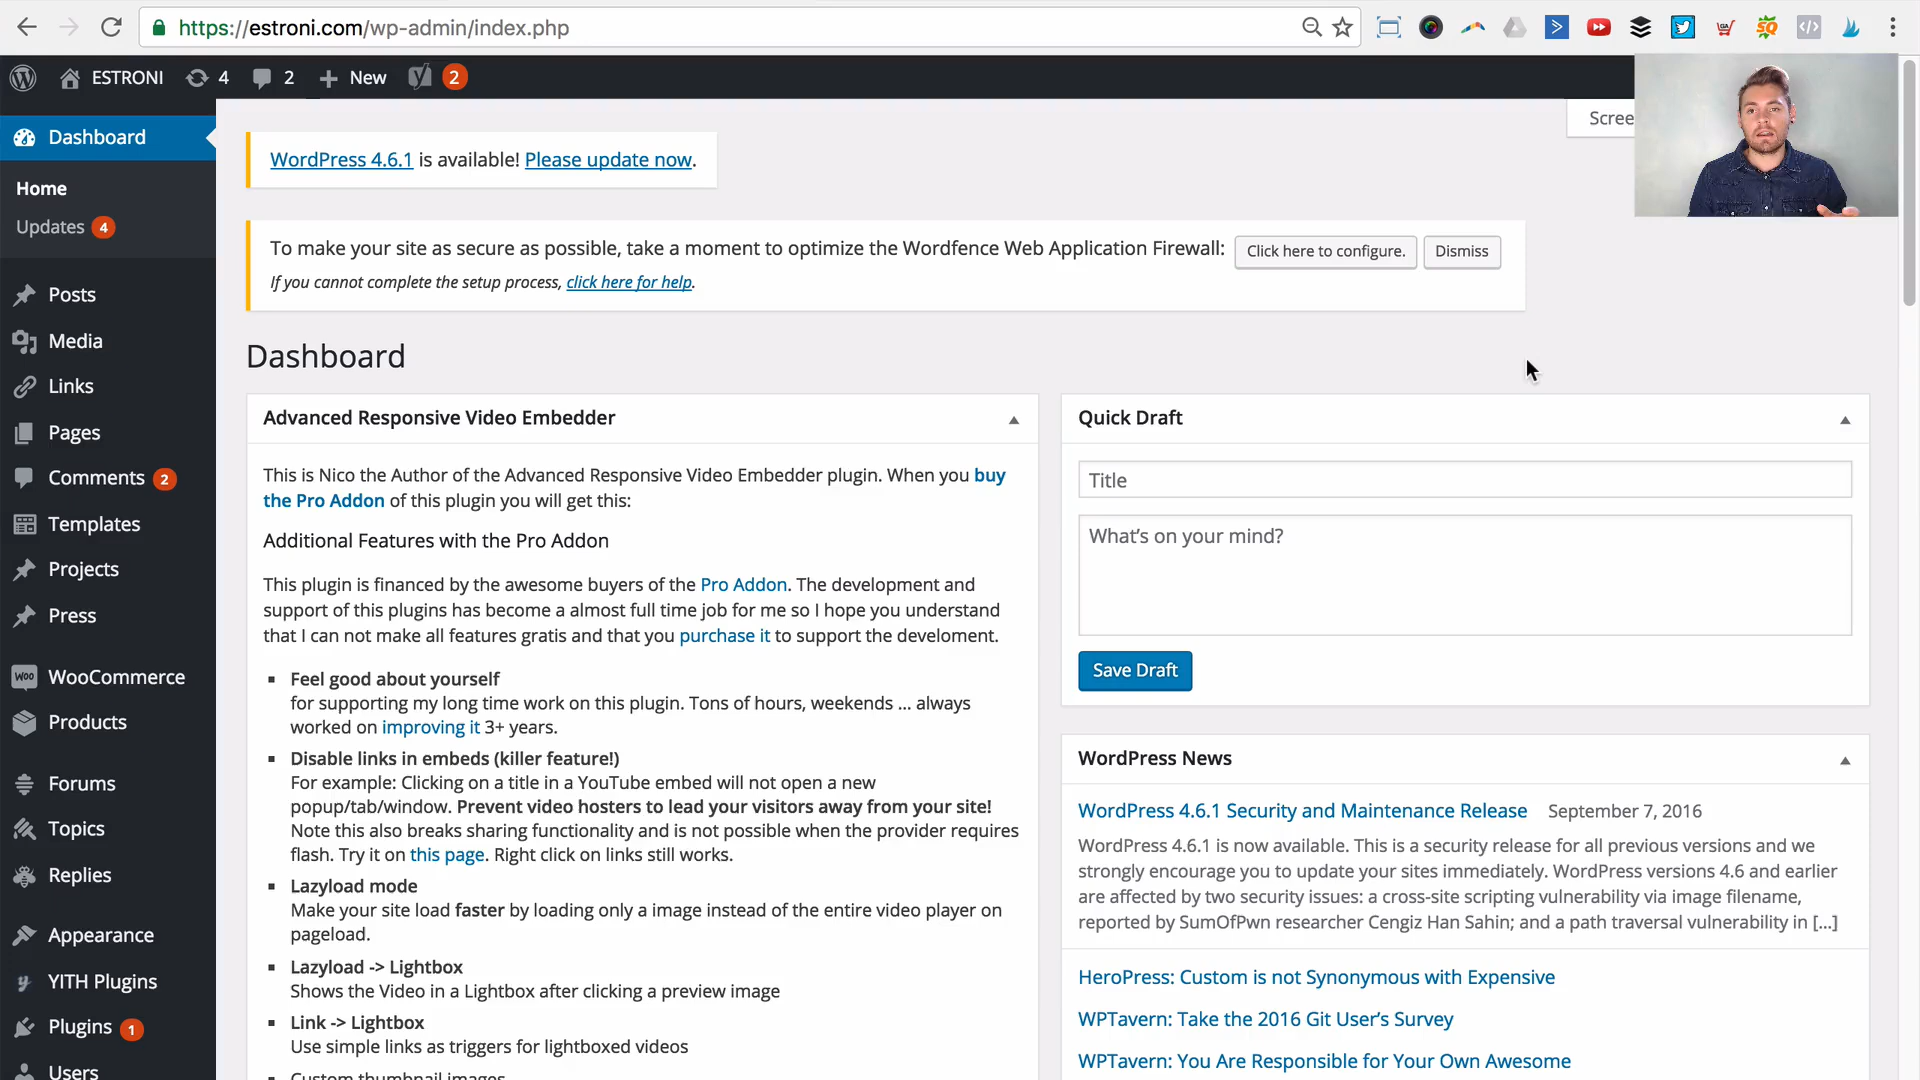 https://estroni.com/wp-admin/index.php
ESTRONI 4 2 New 2
Scree
Dashboard
Home
Updates 4
Posts
Media
Links
Pages
Comments 2
Templates
Projects
Press
WooCommerce
Products
Forums
Topics
Replies
Appearance
YITH Plugins
Plugins 1
Users
WordPress 4.6.1 is available! Please update now.
To make your site as secure as possible, take a moment to optimize the Wordfence Web Application Firewall: Click here to configure. Dismiss
If you cannot complete the setup process, click here for help.
Dashboard
Advanced Responsive Video Embedder
This is Nico the Author of the Advanced Responsive Video Embedder plugin. When you buy
the Pro Addon of this plugin you will get this:
Additional Features with the Pro Addon
This plugin is financed by the awesome buyers of the Pro Addon. The development and
support of this plugins has become a almost full time job for me so I hope you understand
that I can not make all features gratis and that you purchase it to support the develoment.
Feel good about yourself
for supporting my long time work on this plugin. Tons of hours, weekends ... always
worked on improving it 3+ years.
Disable links in embeds (killer feature!)
For example: Clicking on a title in a YouTube embed will not open a new
popup/tab/window. Prevent video hosters to lead your visitors away from your site!
Note this also breaks sharing functionality and is not possible when the provider requires
flash. Try it on this page. Right click on links still works.
Lazyload mode
Make your site load faster by loading only a image instead of the entire video player on
pageload.
Lazyload -> Lightbox
Shows the Video in a Lightbox after clicking a preview image
Link -> Lightbox
Use simple links as triggers for lightboxed videos
Custom thumbnail images
Quick Draft
Title
What's on your mind?
Save Draft
WordPress News
WordPress 4.6.1 Security and Maintenance Release September 7, 2016
WordPress 4.6.1 is now available. This is a security release for all previous versions and we
strongly encourage you to update your sites immediately. WordPress versions 4.6 and earlier
are affected by two security issues: a cross-site scripting vulnerability via image filename,
reported by SumOfPwn researcher Cengiz Han Sahin; and a path traversal vulnerability in [...]
HeroPress: Custom is not Synonymous with Expensive
WPTavern: Take the 2016 Git User's Survey
WPTavern: You Are Responsible for Your Own Awesome